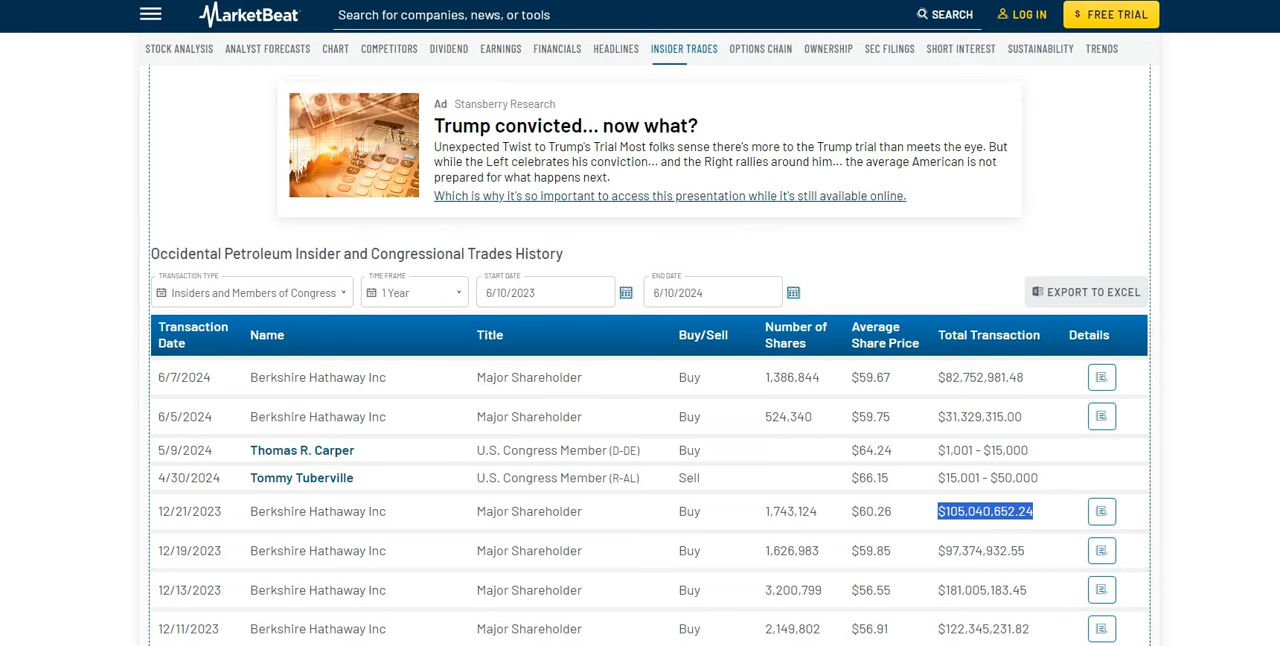 MarketBeat Search for companies, news, or tools SEARCH LOG IN $ FREE TRIAL
STOCK ANALYSIS ANALYST FORECASTS CHART COMPETITORS DIVIDEND EARNINGS FINANCIALS HEADLINES INSIDER TRADES OPTIONS CHAIN OWNERSHIP SEC FILINGS SHORT INTEREST SUSTAINABILITY TRENDS
Ad Stansberry Research
Trump convicted... now what?
Unexpected Twist to Trump's Trial Most folks sense there's more to the Trump trial than meets the eye. But
while the Left celebrates his conviction... and the Right rallies around him... the average American is not
prepared for what happens next.
Which is why it's so important to access this presentation while it's still available online.
Occidental Petroleum Insider and Congressional Trades History
TRANSACTION TYPE TIME FRAME START DATE END DATE
Insiders and Members of Congress 1 Year 6/10/2023 6/10/2024 EXPORT TO EXCEL
Transaction Date Name Title Buy/Sell Number of Shares Average Share Price Total Transaction Details
6/7/2024 Berkshire Hathaway Inc Major Shareholder Buy 1,386,844 $59.67 $82,752,981.48
6/5/2024 Berkshire Hathaway Inc Major Shareholder Buy 524,340 $59.75 $31,329,315.00
5/9/2024 Thomas R. Carper U.S. Congress Member (D-DE) Buy $64.24 $1,001 - $15,000
4/30/2024 Tommy Tuberville U.S. Congress Member (R-AL) Sell $66.15 $15,001 - $50,000
12/21/2023 Berkshire Hathaway Inc Major Shareholder Buy 1,743,124 $60.26 $105,040,652.24
12/19/2023 Berkshire Hathaway Inc Major Shareholder Buy 1,626,983 $59.85 $97,374,932.55
12/13/2023 Berkshire Hathaway Inc Major Shareholder Buy 3,200,799 $56.55 $181,005,183.45
12/11/2023 Berkshire Hathaway Inc Major Shareholder Buy 2,149,802 $56.91 $122,345,231.82